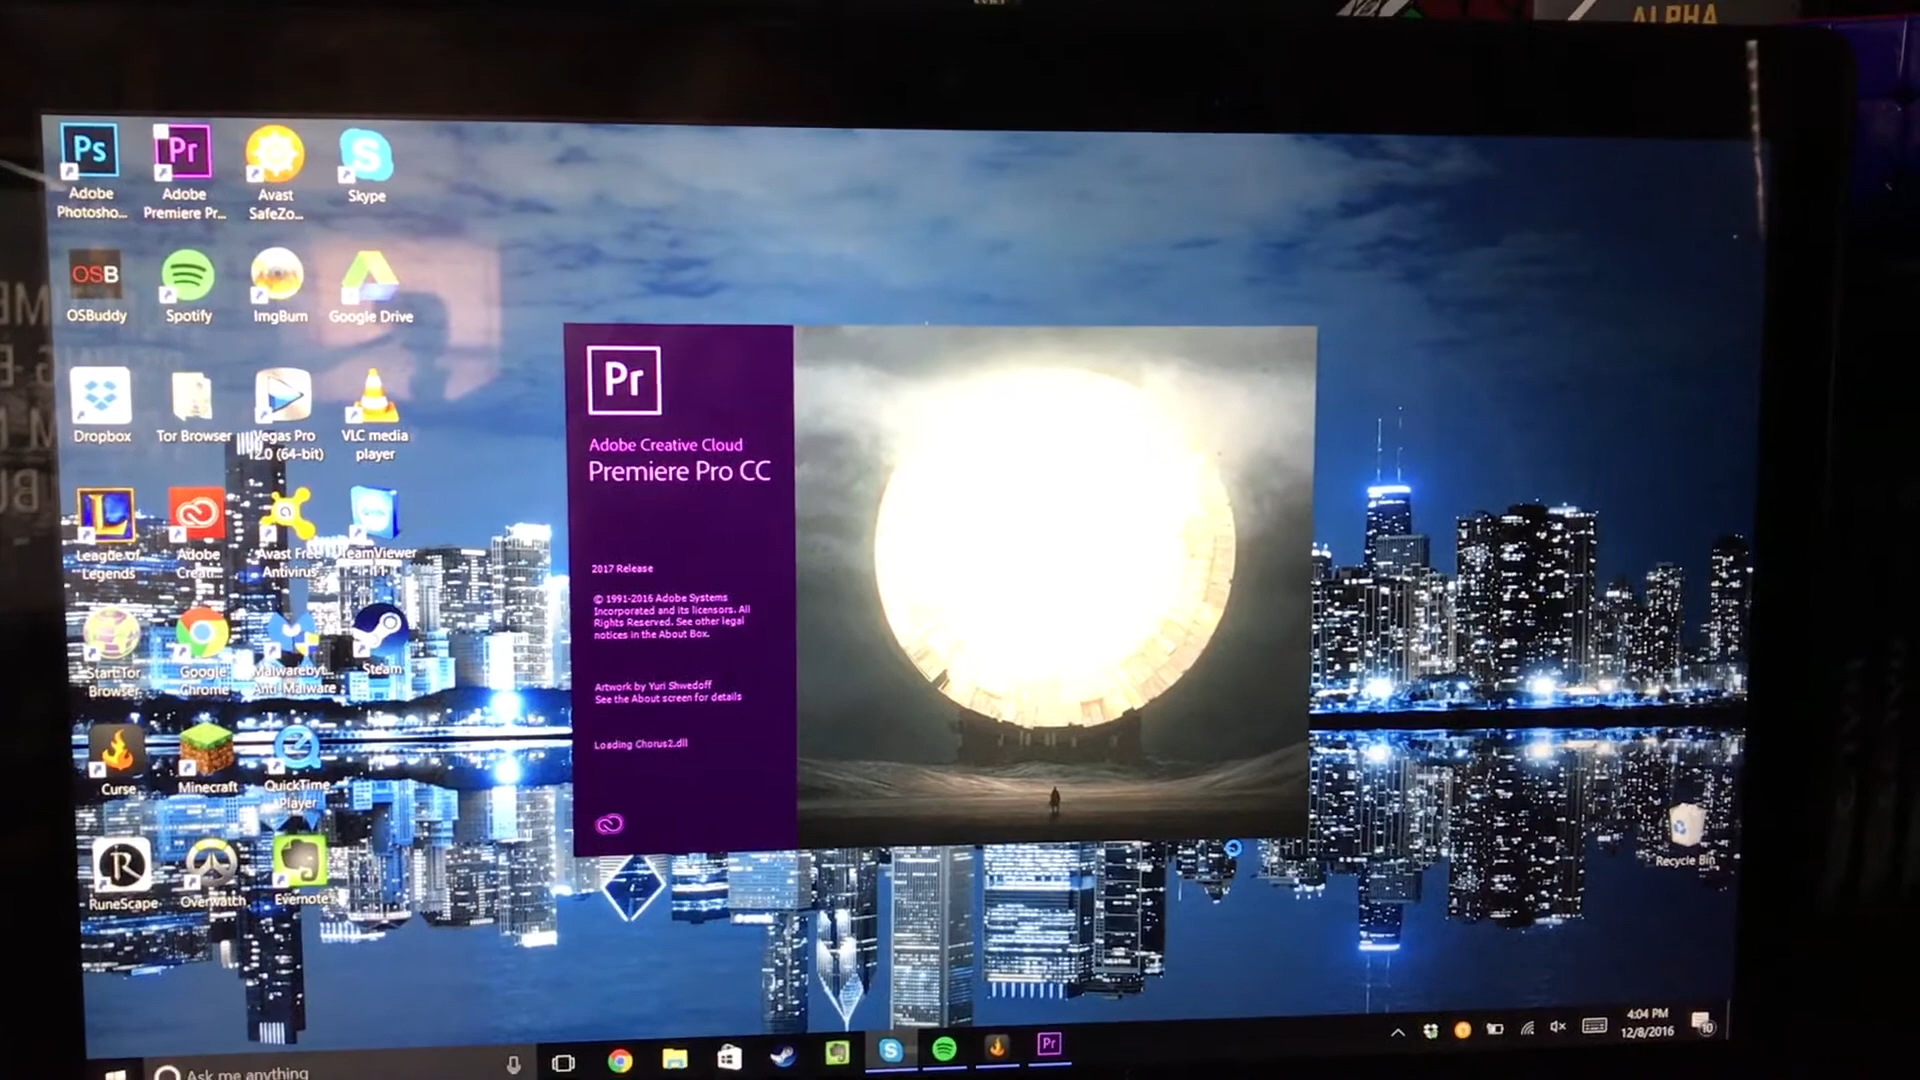 ALPHA
Ps
Adobe
Photosho...
Pr
Adobe
Premiere Pr...
Avast
SafeZo...
S
Skype
OSB
OSBuddy
Spotify
ImgBurn
Google Drive
Dropbox
Tor Browser
Vegas Pro
12.0 (64-bit)
VLC media
player
L
League of
Legends
Adobe
Creati...
Avast Free
Antivirus
TeamViewer
11
Start Tor
Browser
Google
Chrome
Malwarebyt...
Anti-Malware
Steam
Curse
Minecraft
QuickTime
Player
R
RuneScape
Overwatch
Evernote
Pr
Adobe Creative Cloud
Premiere Pro CC
2017 Release
© 1991-2016 Adobe Systems
Incorporated and its licensors. All
Rights Reserved. See other legal
notices in the About Box.
Artwork by Yuri Shwedoff
See the About screen for details
Loading Chorus2.dll
Recycle Bin
Ask me anything
S
Pr
4:04 PM
12/8/2016
10